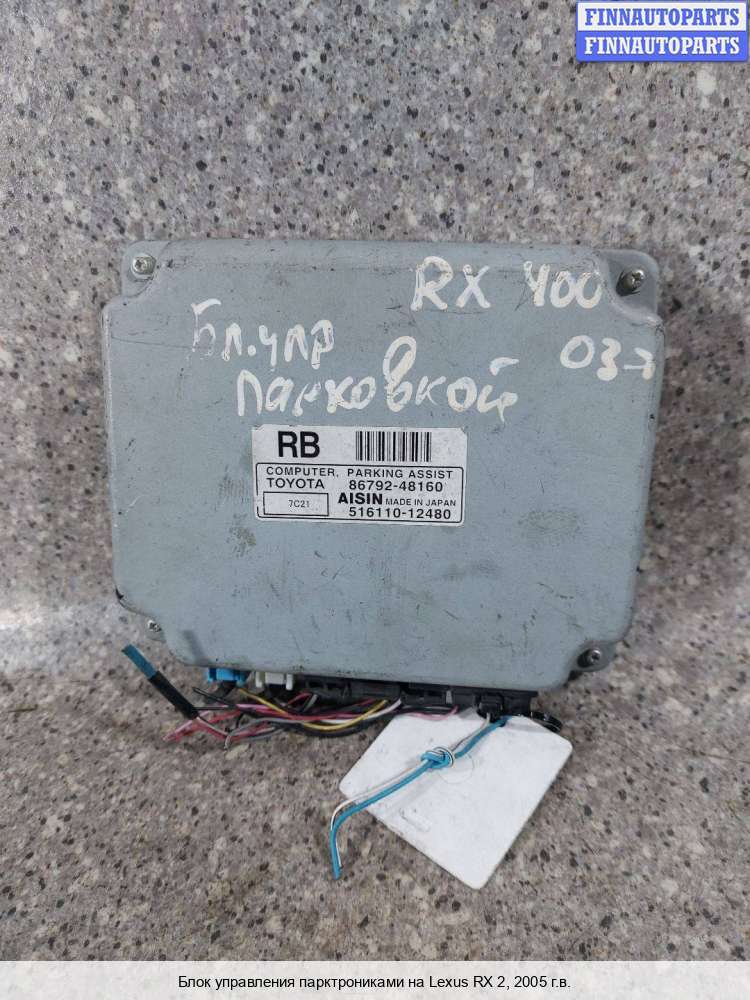 FINNAUTOPARTS
FINNAUTOPARTS
RX 400
Бл.упр
03г
парковкой
RB
COMPUTER, PARKING ASSIST
TOYOTA 86792-48160
7C21 AISIN MADE IN JAPAN
516110-12480
Блок управления парктрониками на Lexus RX 2, 2005 г.в.